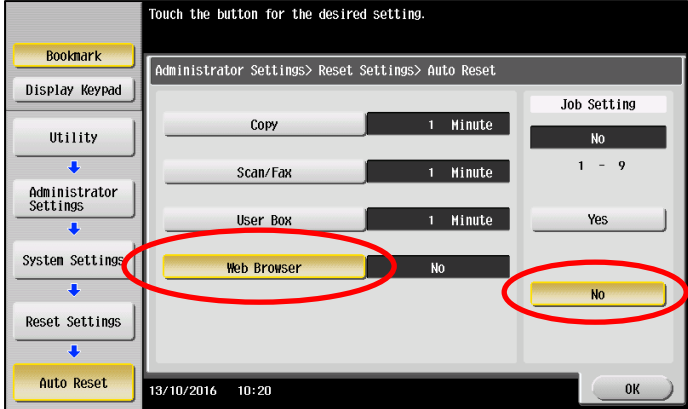 Touch the button for the desired setting.
Bookmark
Display Keypad
Utility
Administrator
Settings
System Settings
Reset Settings
Auto Reset
Administrator Settings> Reset Settings> Auto Reset
Copy
1 Minute
Scan/Fax
1 Minute
User Box
1 Minute
Web Browser
No
Job Setting
No
1 - 9
Yes
No
13/10/2016 10:20
OK